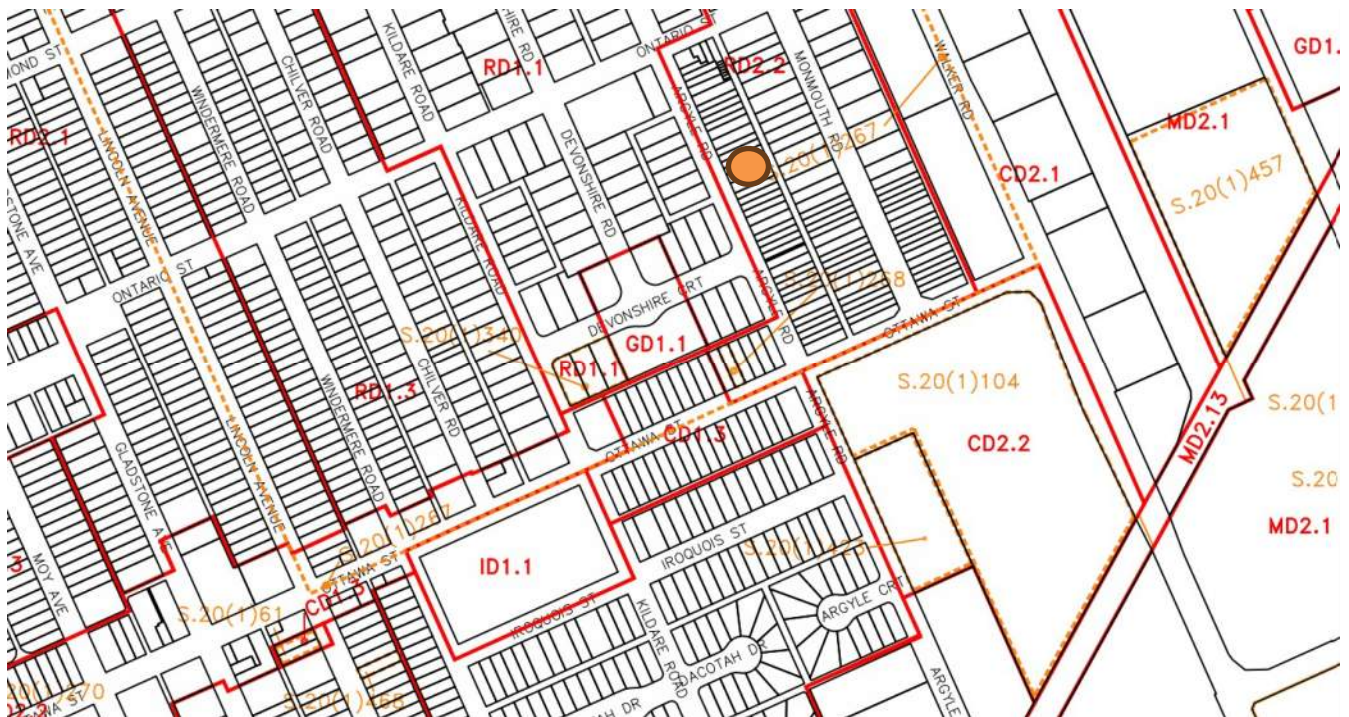 MOND ST
CHILVER ROAD
KILDARE ROAD
RD1.1
ONTARIO ST
RD2.2
MONMOUTH RD
WALKER RD
GD1.
RD2.1
LINCOLN AVENUE
WINDERMERE ROAD
DEVONSHIRE RD
ARGYLE RD
S.20(1)267
CD2.1
MD2.1
S.20(1)457
KILDARE ROAD
ONTARIO ST
DEVONSHIRE CRT
ARGYLE RD
S.20(1)268
OTTAWA ST
S.20(1)340
GD1.1
RD1.1
RD1.3
WINDERMERE ROAD
CHILVER RD
S.20(1)104
CD2.2
ARGYLE RD
MD2.13
S.20(1
GLADSTONE AVE
LINCOLN AVENUE
OTTAWA ST
CD1.3
S.20
MD2.1
S.20(1)267
OTTAWA ST
IROQUOIS ST
S.20(1)425
MOY AVE
ID1.1
CD1.3
S.20(1)61
IROQUOIS ST
KILDARE ROAD
ARGYLE CRT
DACOTAH DR
ARGYLE
S.20(1)468